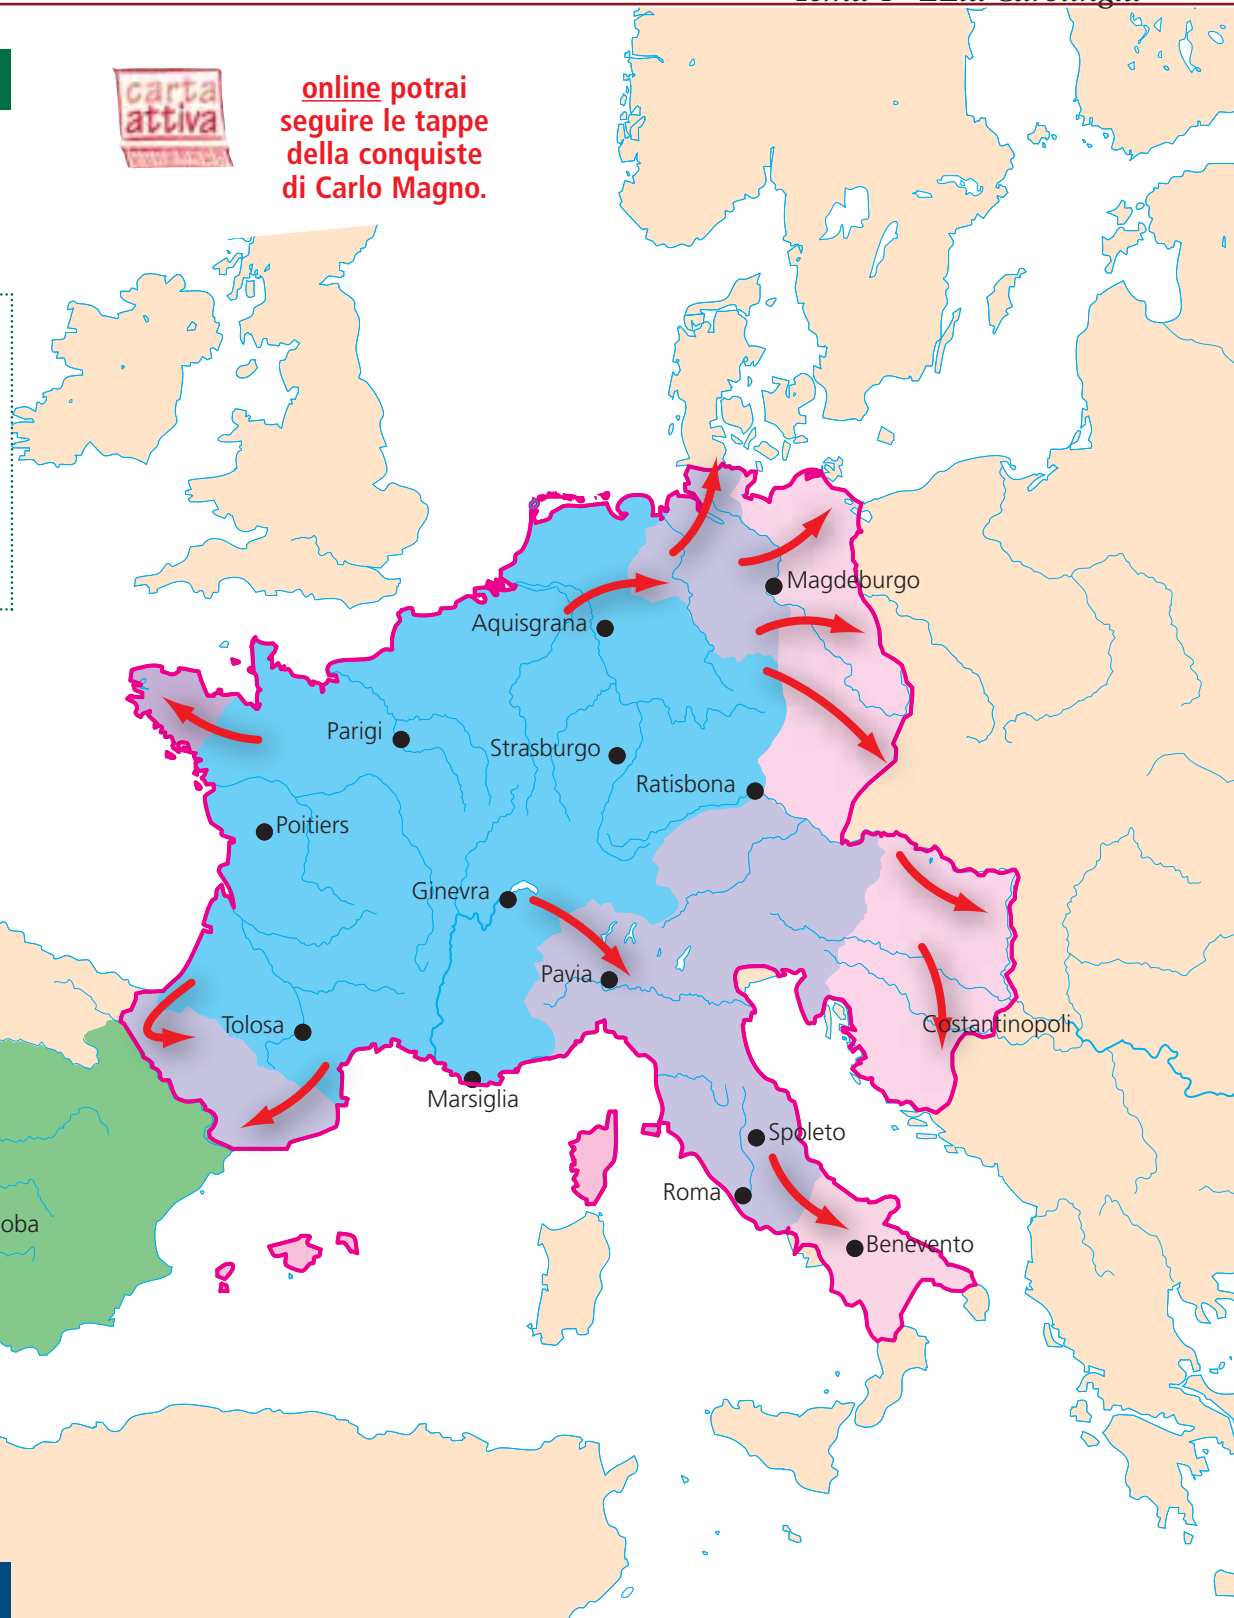 carta
attiva
online potrai
seguire le tappe
della conquiste
di Carlo Magno.
Magdeburgo
Aquisgrana
Parigi
Strasburgo
Ratisbona
Poitiers
Ginevra
Pavia
Tolosa
Costantinopoli
Marsiglia
Spoleto
Roma
oba
Benevento